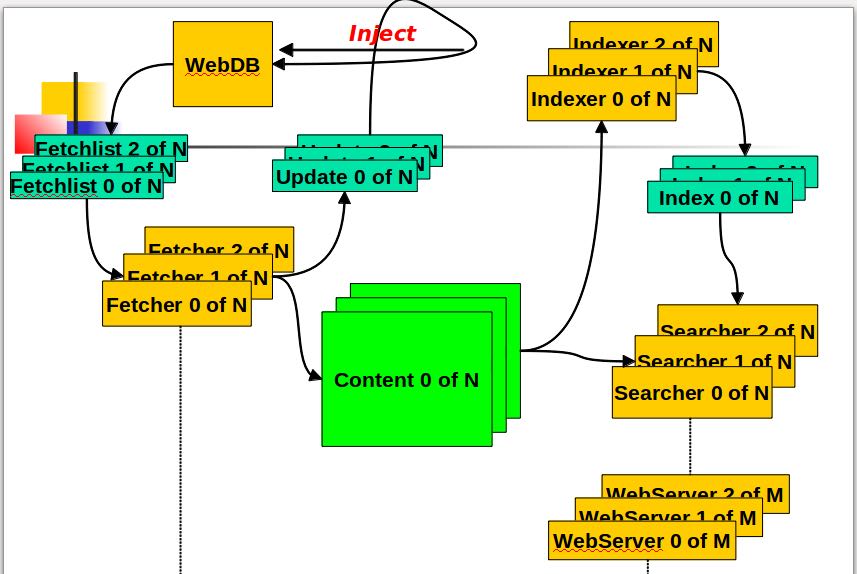 Inject
WebDB
Indexer 2 of N
Indexer 1 of N
Indexer 0 of N
Fetchlist 2 of N
Fetchlist 1 of N
Fetchlist 0 of N
Update 2 of N
Update 1 of N
Update 0 of N
Index 2 of N
Index 1 of N
Index 0 of N
Fetcher 2 of N
Fetcher 1 of N
Fetcher 0 of N
Content 0 of N
Searcher 2 of N
Searcher 1 of N
Searcher 0 of N
WebServer 2 of M
WebServer 1 of M
WebServer 0 of M